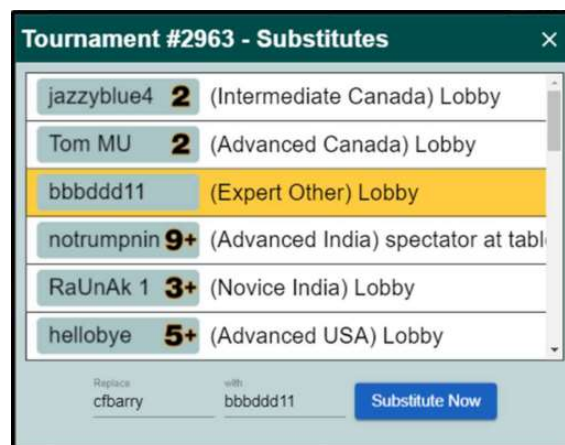 Tournament #2963 - Substitutes ×
jazzyblue4 2 (Intermediate Canada) Lobby
Tom MU 2 (Advanced Canada) Lobby
bbbddd11 (Expert Other) Lobby
notrumpnin 9+ (Advanced India) spectator at tabl
RaUnAk 1 3+ (Novice India) Lobby
hellobye 5+ (Advanced USA) Lobby
Replace with
cfbarry bbbddd11 Substitute Now